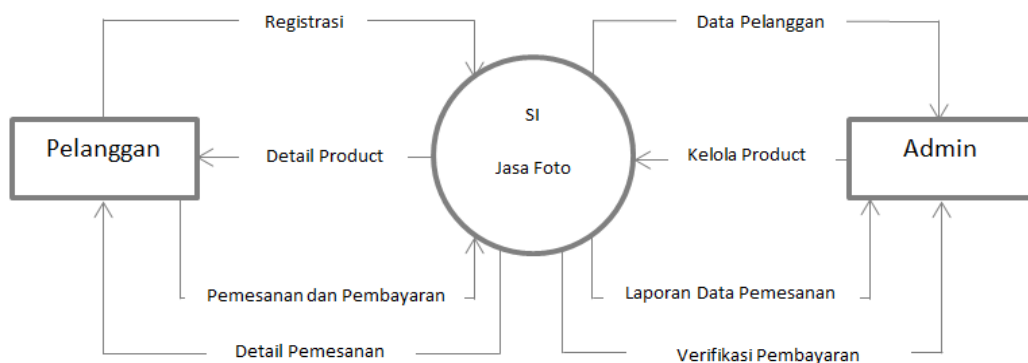 Registrasi
Data Pelanggan
SI
Jasa Foto
Pelanggan
Detail Product
Kelola Product
Admin
Pemesanan dan Pembayaran
Laporan Data Pemesanan
Detail Pemesanan
Verifikasi Pembayaran